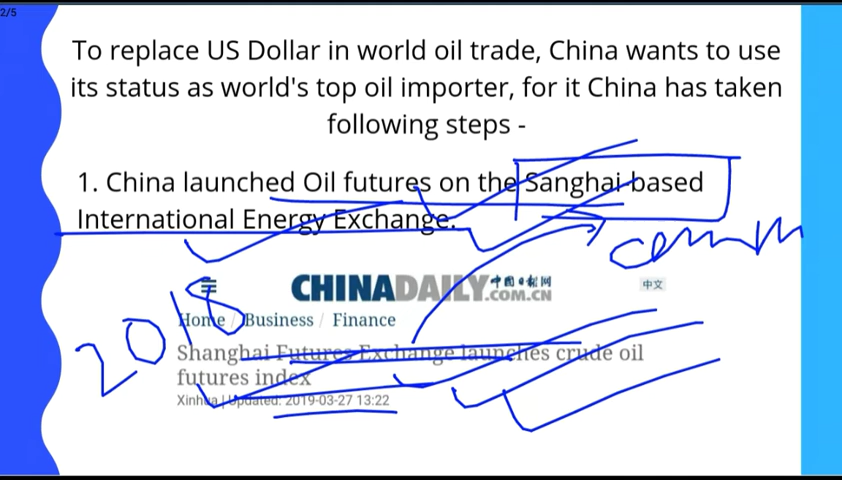 2/5
To replace US Dollar in world oil trade, China wants to use
its status as world's top oil importer, for it China has taken
following steps -
1. China launched Oil futures on the Sanghai based
International Energy Exchange.
comm
CHINADAILY.COM.CN 中国日报网
中文
2018
Home / Business / Finance
Shanghai Futures Exchange launches crude oil
futures index
Xinhua | Updated: 2019-03-27 13:22